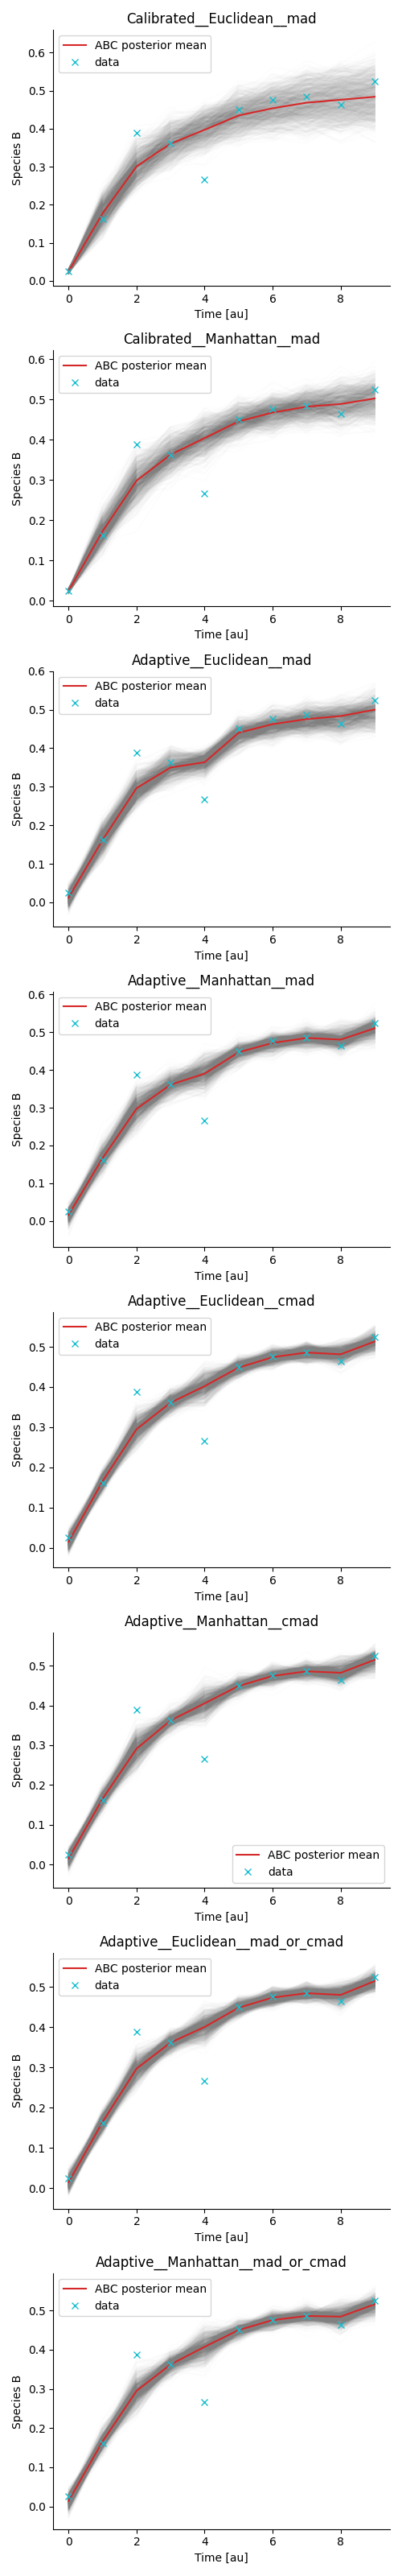 Calibrated__Euclidean__mad
ABC posterior mean
data
0.6
0.5
0.4
0.3
0.2
0.1
0.0
Species B
0 2 4 6 8
Time [au]
Calibrated__Manhattan__mad
ABC posterior mean
data
0.6
0.5
0.4
0.3
0.2
0.1
0.0
Species B
0 2 4 6 8
Time [au]
Adaptive__Euclidean__mad
ABC posterior mean
data
0.6
0.5
0.4
0.3
0.2
0.1
0.0
Species B
0 2 4 6 8
Time [au]
Adaptive__Manhattan__mad
ABC posterior mean
data
0.6
0.5
0.4
0.3
0.2
0.1
0.0
Species B
0 2 4 6 8
Time [au]
Adaptive__Euclidean__cmad
ABC posterior mean
data
0.5
0.4
0.3
0.2
0.1
0.0
Species B
0 2 4 6 8
Time [au]
Adaptive__Manhattan__cmad
0.5
0.4
0.3
0.2
0.1
0.0
Species B
ABC posterior mean
data
0 2 4 6 8
Time [au]
Adaptive__Euclidean__mad_or_cmad
ABC posterior mean
data
0.5
0.4
0.3
0.2
0.1
0.0
Species B
0 2 4 6 8
Time [au]
Adaptive__Manhattan__mad_or_cmad
ABC posterior mean
data
0.5
0.4
0.3
0.2
0.1
0.0
Species B
0 2 4 6 8
Time [au]